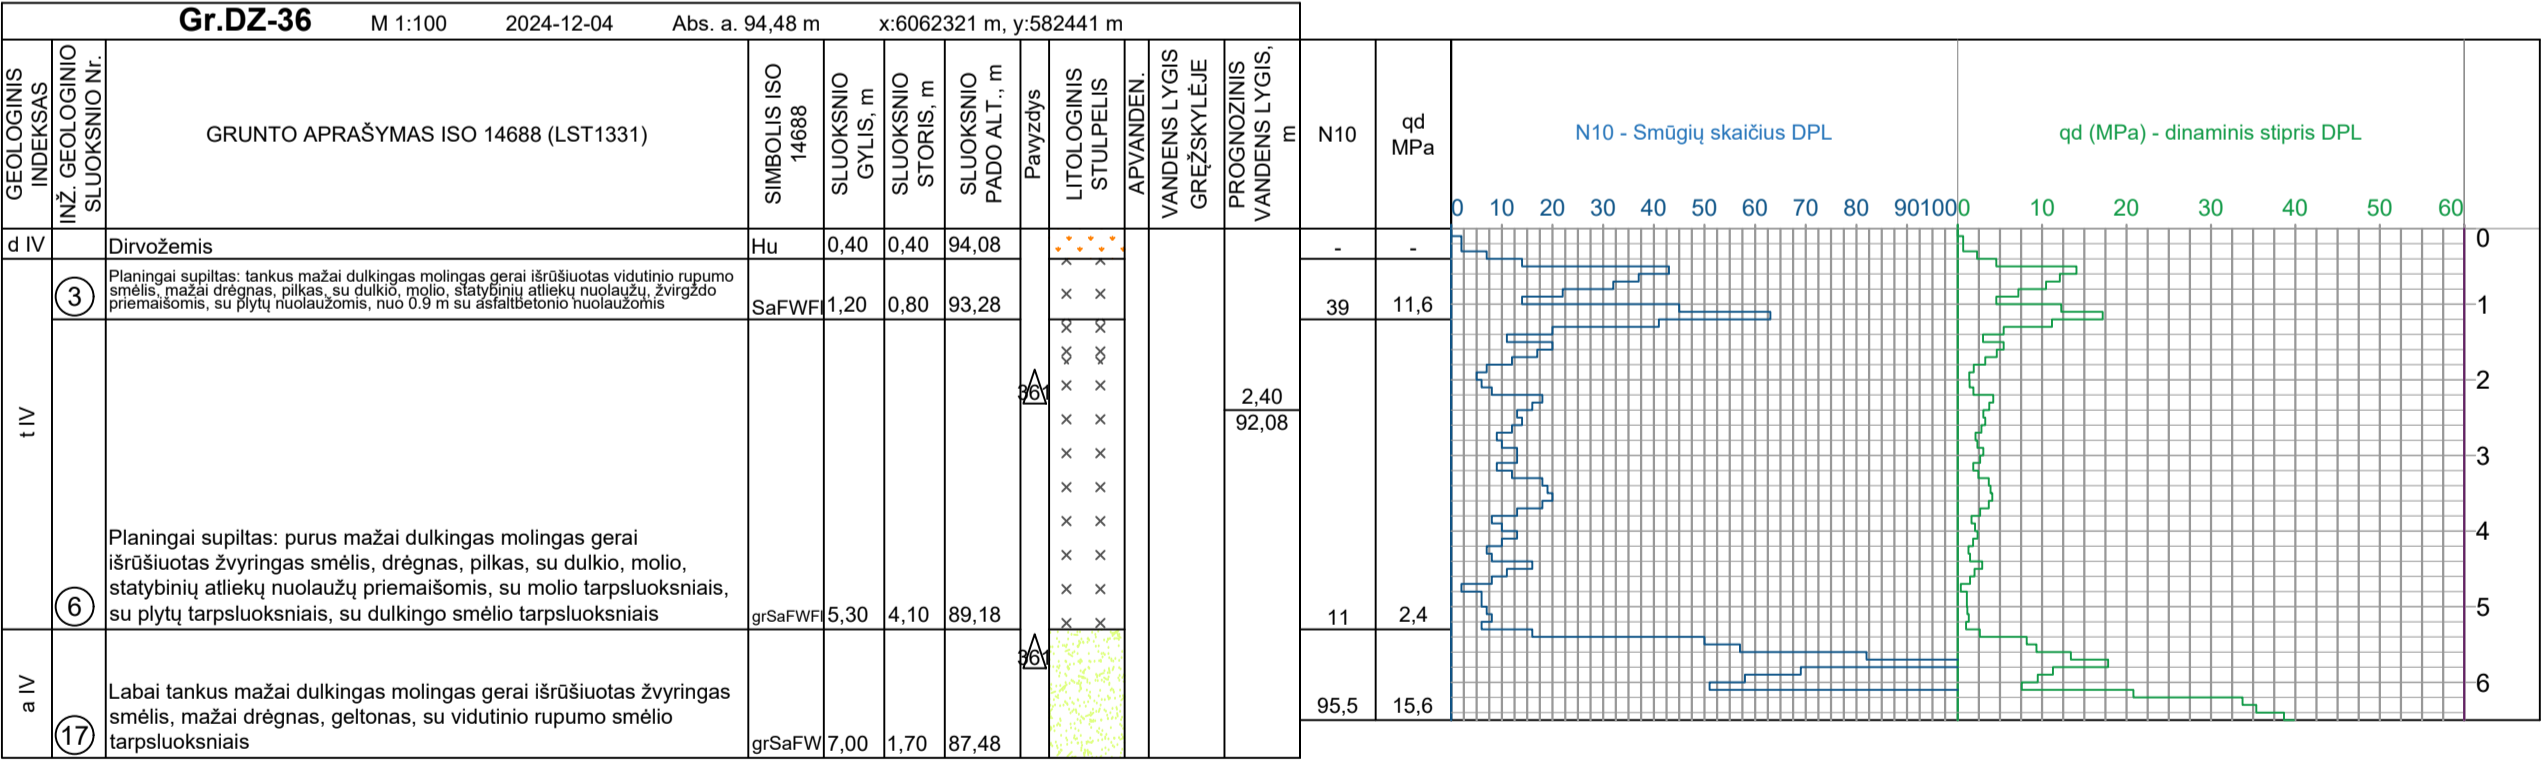 Gr.DZ-36 M 1:100 2024-12-04 Abs. a. 94,48 m x:6062321 m, y:582441 m
GEOLOGINIS
INDEKSAS
INŽ. GEOLOGINIO
SLUOKSNIO Nr.
GRUNTO APRAŠYMAS ISO 14688 (LST1331)
SIMBOLIS ISO
14688
SLUOKSNIO
GYLIS, m
SLUOKSNIO
STORIS, m
SLUOKSNIO
PADO ALT., m
Pavyzdys
LITOLOGINIS
STULPELIS
APVANDEN.
VANDENS LYGIS
GRĘŽSKYLĖJE
PROGNOZINIS
VANDENS LYGIS,
m
N10
qd
MPa
N10 - Smūgių skaičius DPL
qd (MPa) - dinaminis stipris DPL
0 10 20 30 40 50 60 70 80 90 100
0 10 20 30 40 50 60
d IV
Dirvožemis
Hu 0,40 0,40 94,08
- -
t IV
3
Planingai supiltas: tankus mažai dulkingas molingas gerai išrūšiuotas vidutinio rupumo
smėlis, mažai drėgnas, pilkas, su dulkio, molio, statybinių atliekų nuolaužų, žvirgždo
priemaišomis, su plytų nuolaužomis, nuo 0.9 m su asfaltbetonio nuolaužomis
SaFWFI 1,20 0,80 93,28
39 11,6
361
2,40
92,08
6
Planingai supiltas: purus mažai dulkingas molingas gerai
išrūšiuotas žvyringas smėlis, drėgnas, pilkas, su dulkio, molio,
statybinių atliekų nuolaužų priemaišomis, su molio tarpsluoksniais,
su plytų tarpsluoksniais, su dulkingo smėlio tarpsluoksniais
grSaFWFI 5,30 4,10 89,18
11 2,4
a IV
361
17
Labai tankus mažai dulkingas molingas gerai išrūšiuotas žvyringas
smėlis, mažai drėgnas, geltonas, su vidutinio rupumo smėlio
tarpsluoksniais
grSaFW 7,00 1,70 87,48
95,5 15,6
0
1
2
3
4
5
6